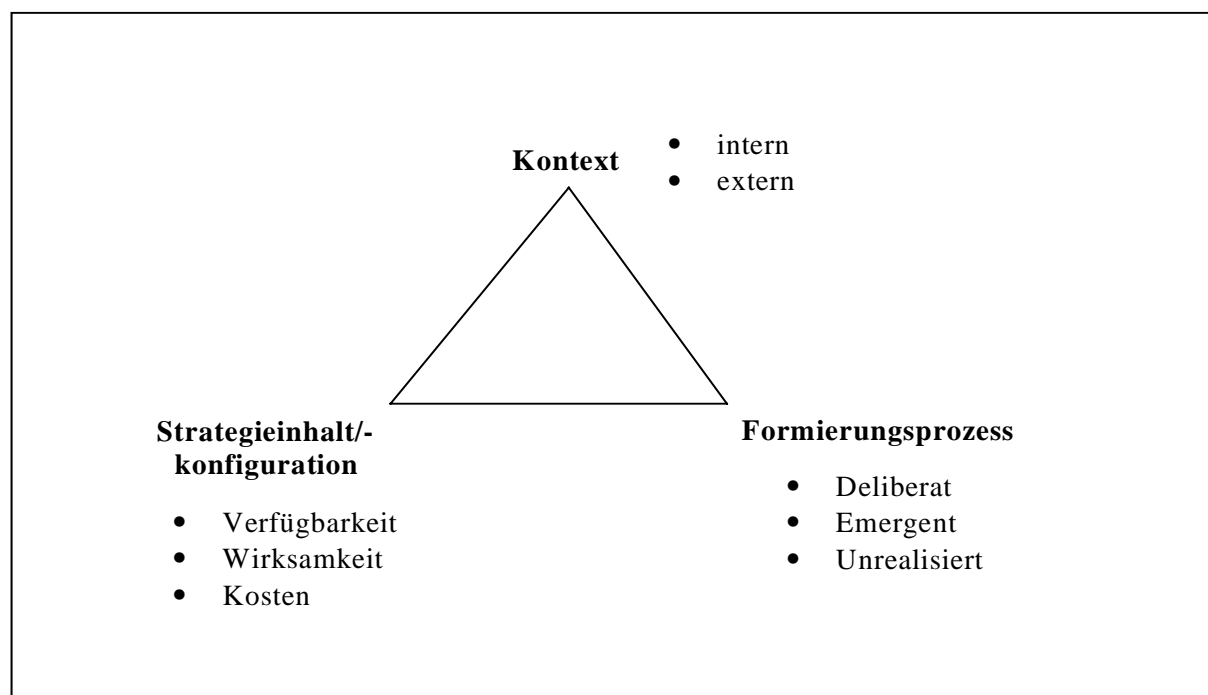 Kontext
• intern
• extern
Strategieinhalt/-
konfiguration
• Verfügbarkeit
• Wirksamkeit
• Kosten
Formierungsprozess
• Deliberat
• Emergent
• Unrealisiert